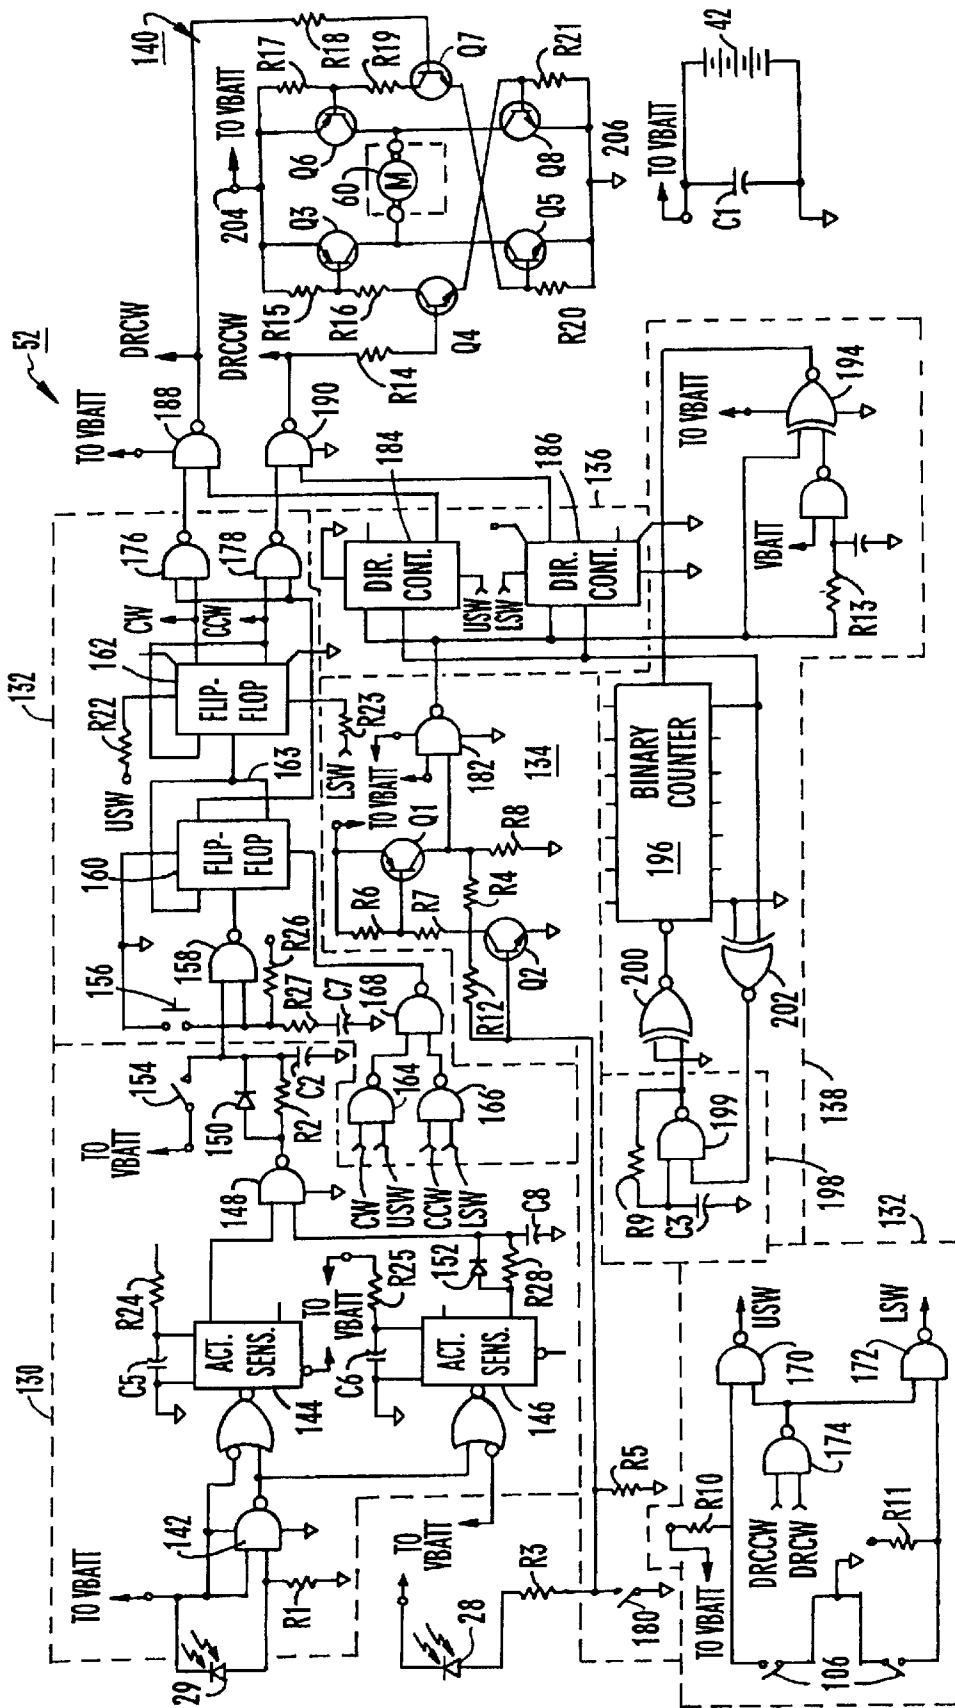 52
130
132
140
TO VBATT
C5
R24
ACT.
SENS.
144
142
29
R1
TO
VBATT
C6
R25
ACT.
SENS.
146
TO
VBATT
28
R3
152
R28
C8
148
150
R2
C2
TO
VBATT
154
156
158
R26
R27
C7
160
FLIP-
FLOP
163
USW
R22
162
FLIP-
FLOP
CW
CCW
176
178
LSW
R23
164
166
168
CW
USW
CCW
LSW
TO VBATT
188
190
DRCW
DRCCW
R14
204
TO VBATT
R17
R18
R19
Q7
Q6
60
M
Q3
R15
R16
Q4
Q8
R21
Q5
R20
206
TO VBATT
C1
42
R6
R7
Q1
Q2
R4
R8
R12
TO VBATT
182
134
DIR.
CONT.
184
USW
LSW
DIR.
CONT.
186
136
TO VBATT
194
VBATT
R13
BINARY
COUNTER
196
200
202
138
R9
C3
199
198
132
180
R5
R10
TO VBATT
106
DRCCW
DRCW
174
R11
170
172
USW
LSW